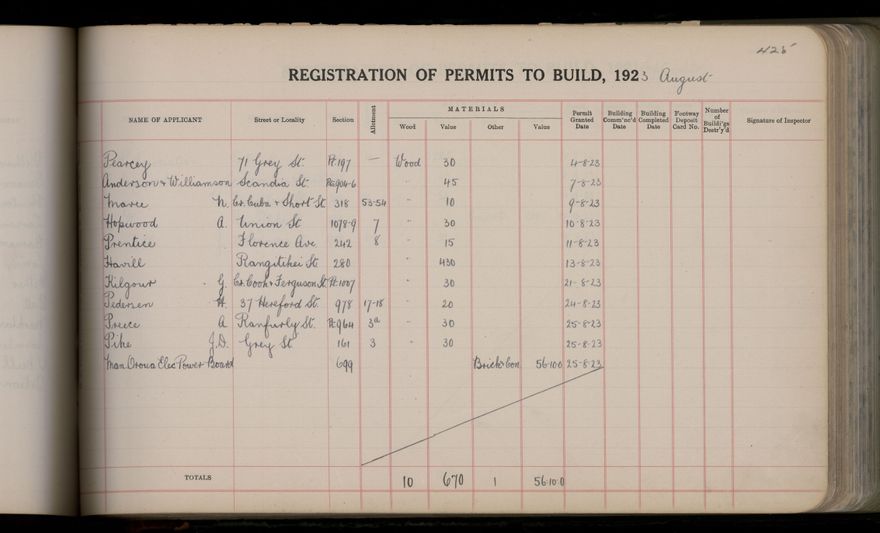 425
REGISTRATION OF PERMITS TO BUILD, 1923 August
MATERIALS
NAME OF APPLICANT Street or Locality Section Allotment Wood Value Other Value Permit Granted Date Building Comm'nc'd Date Building Completed Date Footway Deposit Card No. Number of Buildi'gs Destr'y'd Signature of Inspector
Pearcey 71 Grey St. Pt 197 — Wood 30 4-8-23
Anderson & Williamson Scandia St 904-6 " 45 7-8-23
N. Cr. Cuba & Short St 318 53-54 " 10 9-8-23
Hopwood A. Union St 1078-9 7 " 30 10-8-23
Prentice Florence Ave 242 8 " 15 11-8-23
Havill Rangitikei St 280 " 430 13-8-23
Kilgour G. Cr. Cook & Ferguson St Pt 1007 " 30 21-8-23
Pedersen H. 37 Hereford St. 978 17-18 " 20 24-8-23
Preece A Ranfurly St. Pt 964 3a " 30 25-8-23
Pike J.D. Grey St 161 3 " 30 25-8-23
Man Oroua Elec Power Board 699 Brick & Con 56·10·0 25-8-23
TOTALS 10 670 1 56·10·0